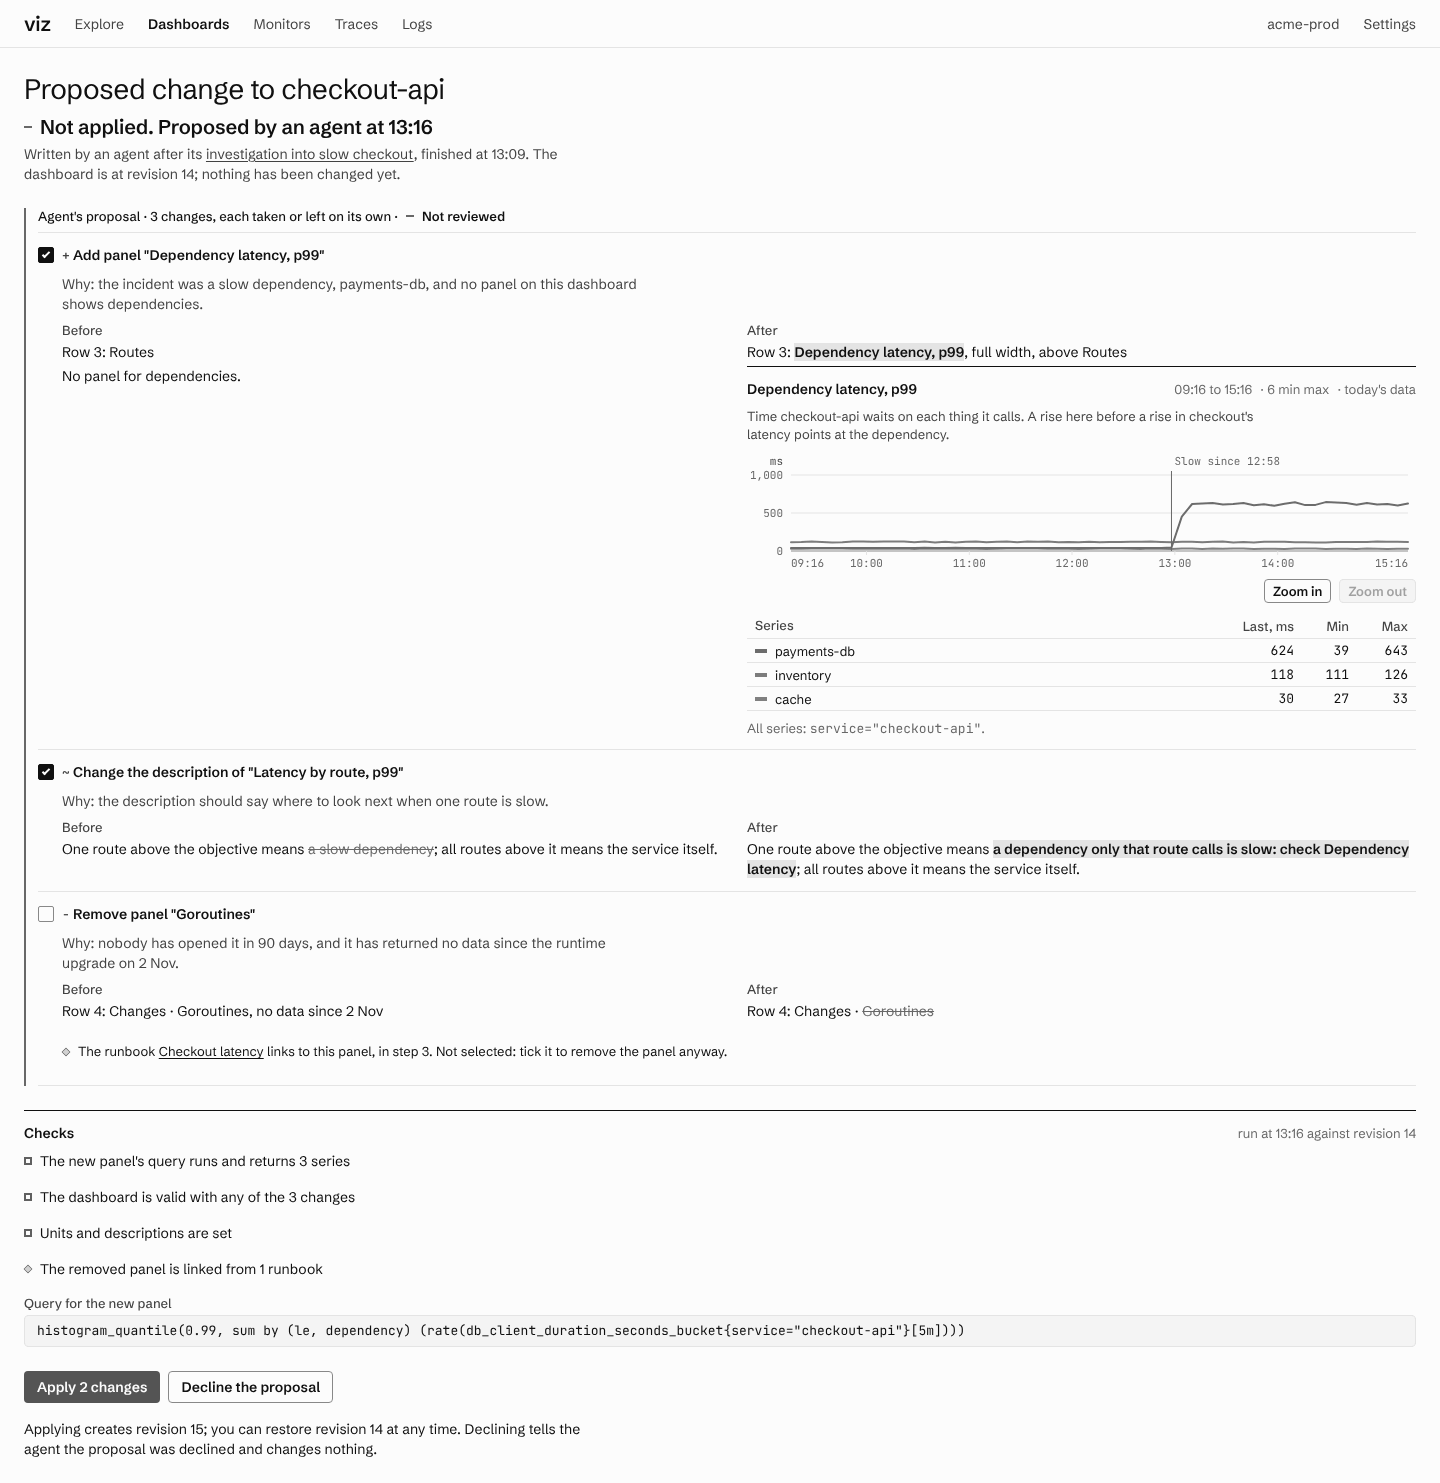 viz Explore Dashboards Monitors Traces Logs acme-prod Settings
Proposed change to checkout-api
– Not applied. Proposed by an agent at 13:16
Written by an agent after its investigation into slow checkout, finished at 13:09. The
dashboard is at revision 14; nothing has been changed yet.
Agent's proposal · 3 changes, each taken or left on its own · – Not reviewed
+ Add panel "Dependency latency, p99"
Why: the incident was a slow dependency, payments-db, and no panel on this dashboard
shows dependencies.
Before
Row 3: Routes
No panel for dependencies.
After
Row 3: Dependency latency, p99, full width, above Routes
Dependency latency, p99 09:16 to 15:16 · 6 min max · today's data
Time checkout-api waits on each thing it calls. A rise here before a rise in checkout's
latency points at the dependency.
ms Slow since 12:58
1,000
500
0
09:16 10:00 11:00 12:00 13:00 14:00 15:16
Zoom in Zoom out
Series Last, ms Min Max
payments-db 624 39 643
inventory 118 111 126
cache 30 27 33
All series: service="checkout-api".
~ Change the description of "Latency by route, p99"
Why: the description should say where to look next when one route is slow.
Before
One route above the objective means a slow dependency; all routes above it means the service itself.
After
One route above the objective means a dependency only that route calls is slow: check Dependency
latency; all routes above it means the service itself.
- Remove panel "Goroutines"
Why: nobody has opened it in 90 days, and it has returned no data since the runtime
upgrade on 2 Nov.
Before
Row 4: Changes · Goroutines, no data since 2 Nov
After
Row 4: Changes · Goroutines
The runbook Checkout latency links to this panel, in step 3. Not selected: tick it to remove the panel anyway.
Checks run at 13:16 against revision 14
The new panel's query runs and returns 3 series
The dashboard is valid with any of the 3 changes
Units and descriptions are set
The removed panel is linked from 1 runbook
Query for the new panel
histogram_quantile(0.99, sum by (le, dependency) (rate(db_client_duration_seconds_bucket{service="checkout-api"}[5m])))
Apply 2 changes Decline the proposal
Applying creates revision 15; you can restore revision 14 at any time. Declining tells the
agent the proposal was declined and changes nothing.